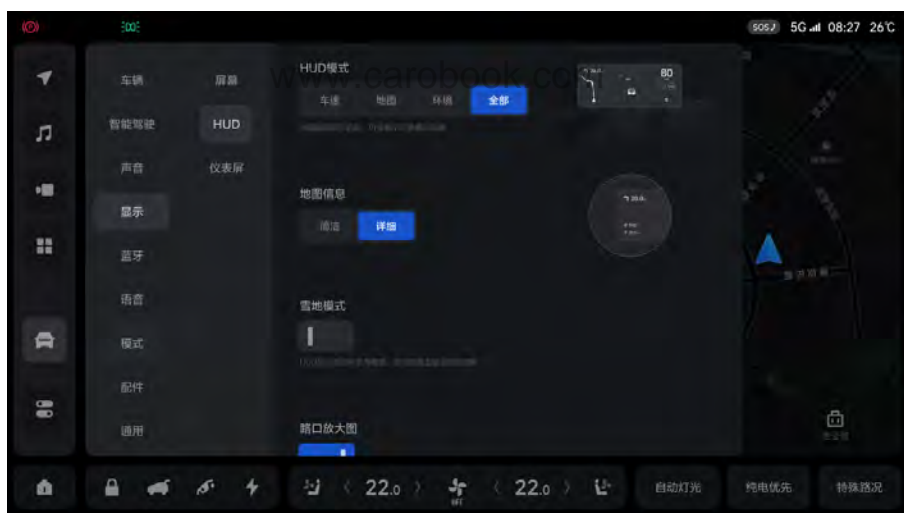 SOS 5G 08:27 26℃
www.carobook.com
车辆
智能驾驶
声音
显示
蓝牙
语音
模式
配件
通用
屏幕
HUD
仪表屏
HUD模式
车速 地图 环境 全部
80
地图信息
简洁 详细
雪地模式
路口放大图
22.0 OFF 22.0
自动灯光 纯电优先 特殊路况